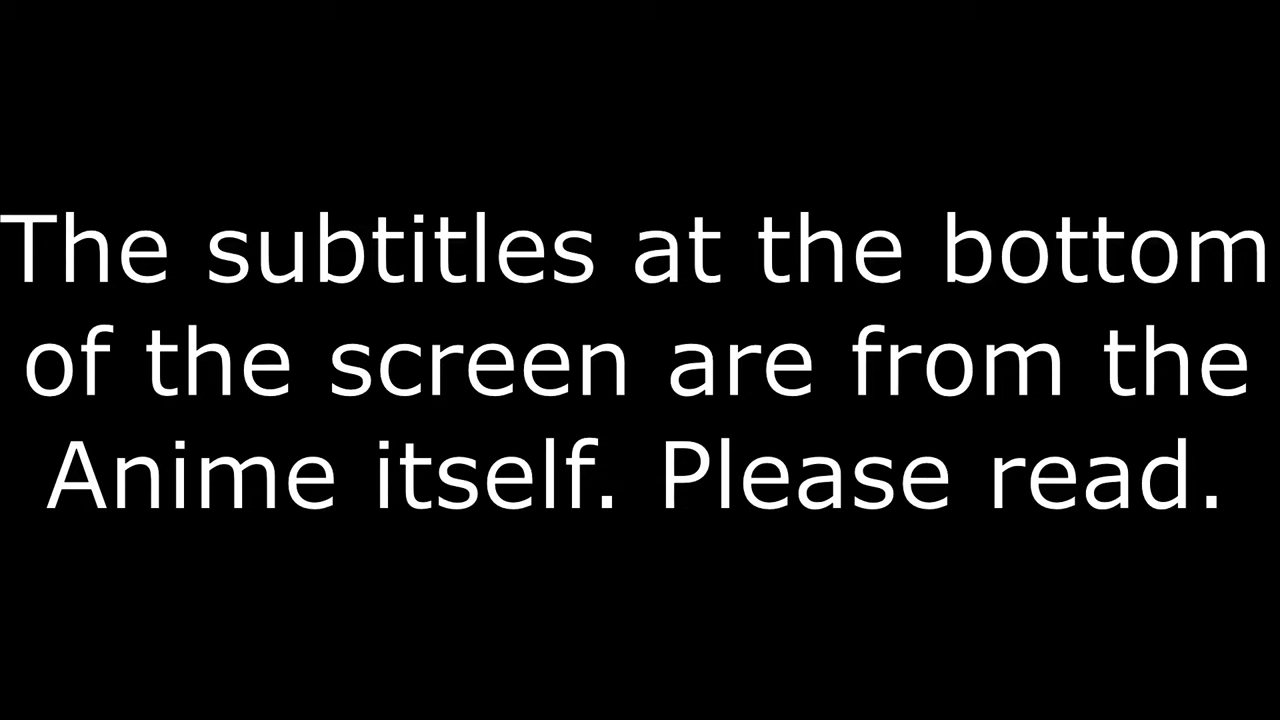 The subtitles at the bottom
of the screen are from the
Anime itself. Please read.